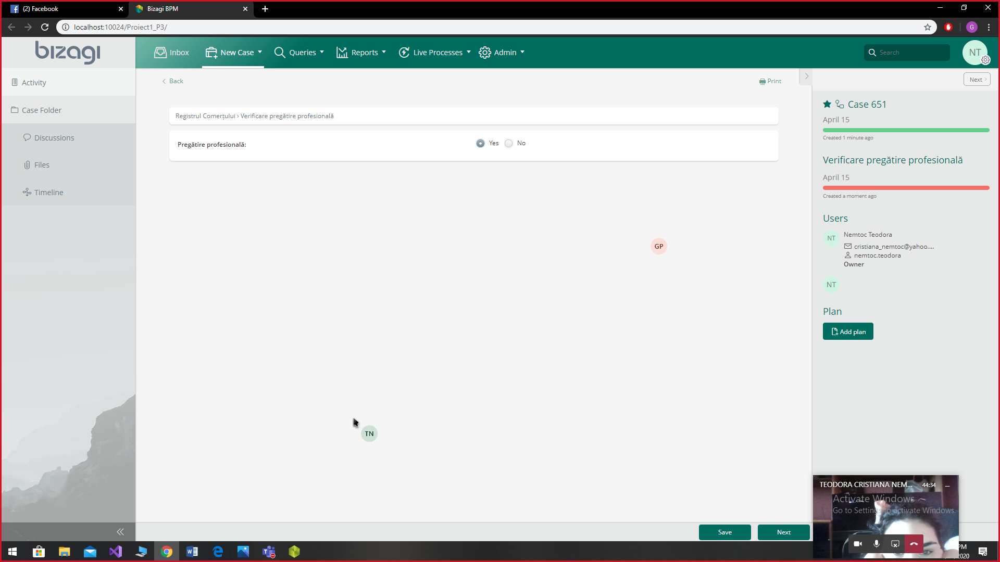 (2) Facebook
Bizagi BPM
localhost:10024/Proiect1_P3/
G
bizagi
Inbox
New Case
Queries
Reports
Live Processes
Admin
Search
NT
Activity
Case Folder
Discussions
Files
Timeline
Back
Print
Registrul Comerțului › Verificare pregătire profesională
Pregătire profesională:
Yes
No
GP
TN
Save
Next
Next
Case 651
April 15
Created 1 minute ago
Verificare pregătire profesională
April 15
Created a moment ago
Users
NT
Nemtoc Teodora
cristiana_nemtoc@yahoo....
nemtoc.teodora
Owner
NT
Plan
Add plan
TEODORA CRISTIANA NEM...
44:34
Activate Windows
Go to Settings to activate Windows.
PM
2020